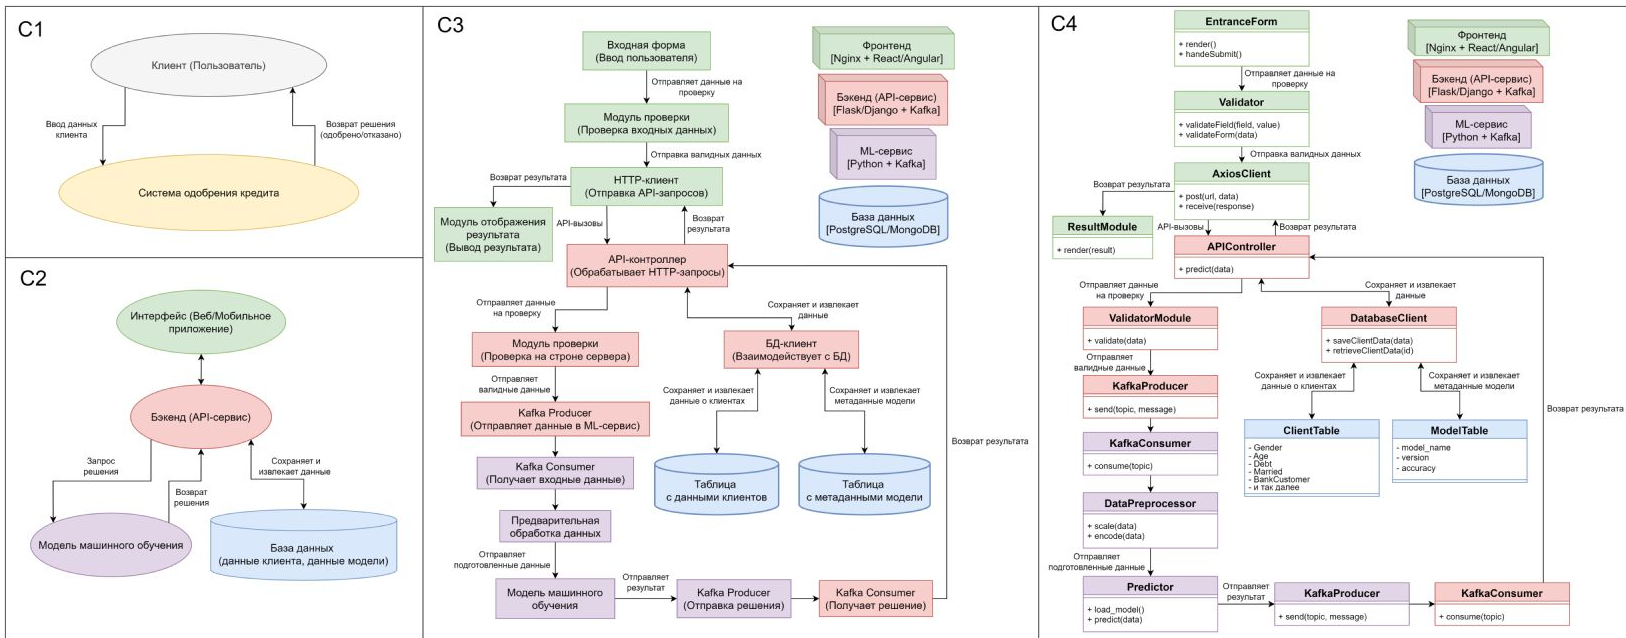 C1
Клиент (Пользователь)
Ввод данных
клиента
Возврат решения
(одобрено/отказано)
Система одобрения кредита
C2
Интерфейс (Веб/Мобильное
приложение)
Бэкенд (API-сервис)
Запрос
решения
Возврат
решения
Сохраняет и
извлекает данные
Модель машинного обучения
База данных
(данные клиента, данные модели)
C3
Входная форма
(Ввод пользователя)
Отправляет данные на
проверку
Модуль проверки
(Проверка входных данных)
Отправка валидных данных
HTTP-клиент
(Отправка API-запросов)
Возврат результата
Модуль отображения
результата
(Вывод результата)
API-вызовы
Возврат
результата
API-контроллер
(Обрабатывает HTTP-запросы)
Отправляет данные
на проверку
Сохраняет и извлекает
данные
Модуль проверки
(Проверка на строне сервера)
БД-клиент
(Взаимодействует с БД)
Отправляет
валидные данные
Сохраняет и извлекает
данные о клиентах
Сохраняет и извлекает
метаданные модели
Kafka Producer
(Отправляет данные в ML-сервис)
Возврат результата
Kafka Consumer
(Получает входные данные)
Таблица
с данными клиентов
Таблица
с метаданными модели
Предварительная
обработка данных
Отправляет
подготовленные данные
Модель машинного
обучения
Отправляет
результат
Kafka Producer
(Отправка решения)
Kafka Consumer
(Получает решение)
Фронтенд
[Nginx + React/Angular]
Бэкенд (API-сервис)
[Flask/Django + Kafka]
ML-сервис
[Python + Kafka]
База данных
[PostgreSQL/MongoDB]
C4
EntranceForm
+ render()
+ handeSubmit()
Отправляет данные на
проверку
Validator
+ validateField(field, value)
+ validateForm(data)
Отправка валидных данных
AxiosClient
+ post(url, data)
+ receive(response)
Возврат результата
ResultModule
+ render(result)
API-вызовы
Возврат результата
APIController
+ predict(data)
Отправляет данные
на проверку
Сохраняет и извлекает
данные
ValidatorModule
+ validate(data)
DatabaseClient
+ saveClientData(data)
+ retrieveClientData(id)
Отправляет
валидные данные
Сохраняет и извлекает
данные о клиентах
Сохраняет и извлекает
метаданные модели
KafkaProducer
+ send(topic, message)
Возврат результата
KafkaConsumer
+ consume(topic)
ClientTable
- Gender
- Age
- Debt
- Married
- BankCustomer
- и так далее
ModelTable
- model_name
- version
- accuracy
DataPreprocessor
+ scale(data)
+ encode(data)
Отправляет
подготовленные данные
Predictor
+ load_model()
+ predict(data)
Отправляет
результат
KafkaProducer
+ send(topic, message)
KafkaConsumer
+ consume(topic)
Фронтенд
[Nginx + React/Angular]
Бэкенд (API-сервис)
[Flask/Django + Kafka]
ML-сервис
[Python + Kafka]
База данных
[PostgreSQL/MongoDB]